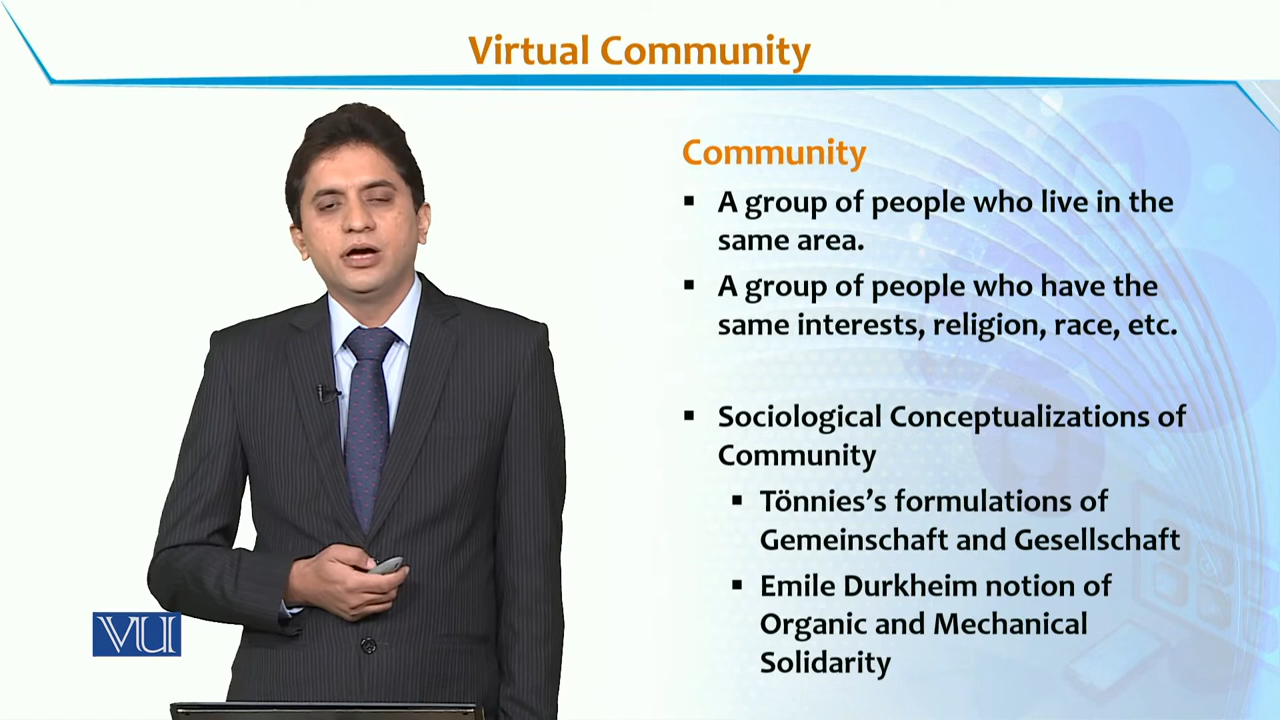 Virtual Community
Community
▪ A group of people who live in the
same area.
▪ A group of people who have the
same interests, religion, race, etc.
▪ Sociological Conceptualizations of
Community
▪ Tönnies’s formulations of
Gemeinschaft and Gesellschaft
▪ Emile Durkheim notion of
Organic and Mechanical
Solidarity
VU